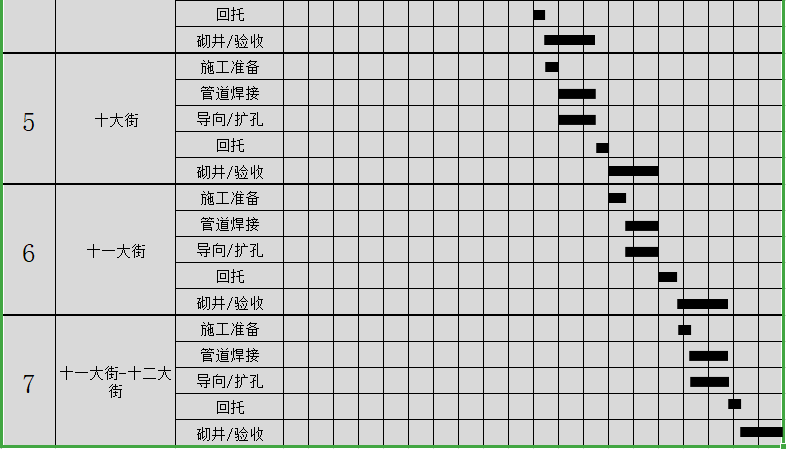 回托
砌井/验收
5
十大街
施工准备
管道焊接
导向/扩孔
回托
砌井/验收
6
十一大街
施工准备
管道焊接
导向/扩孔
回托
砌井/验收
7
十一大街-十二大
街
施工准备
管道焊接
导向/扩孔
回托
砌井/验收